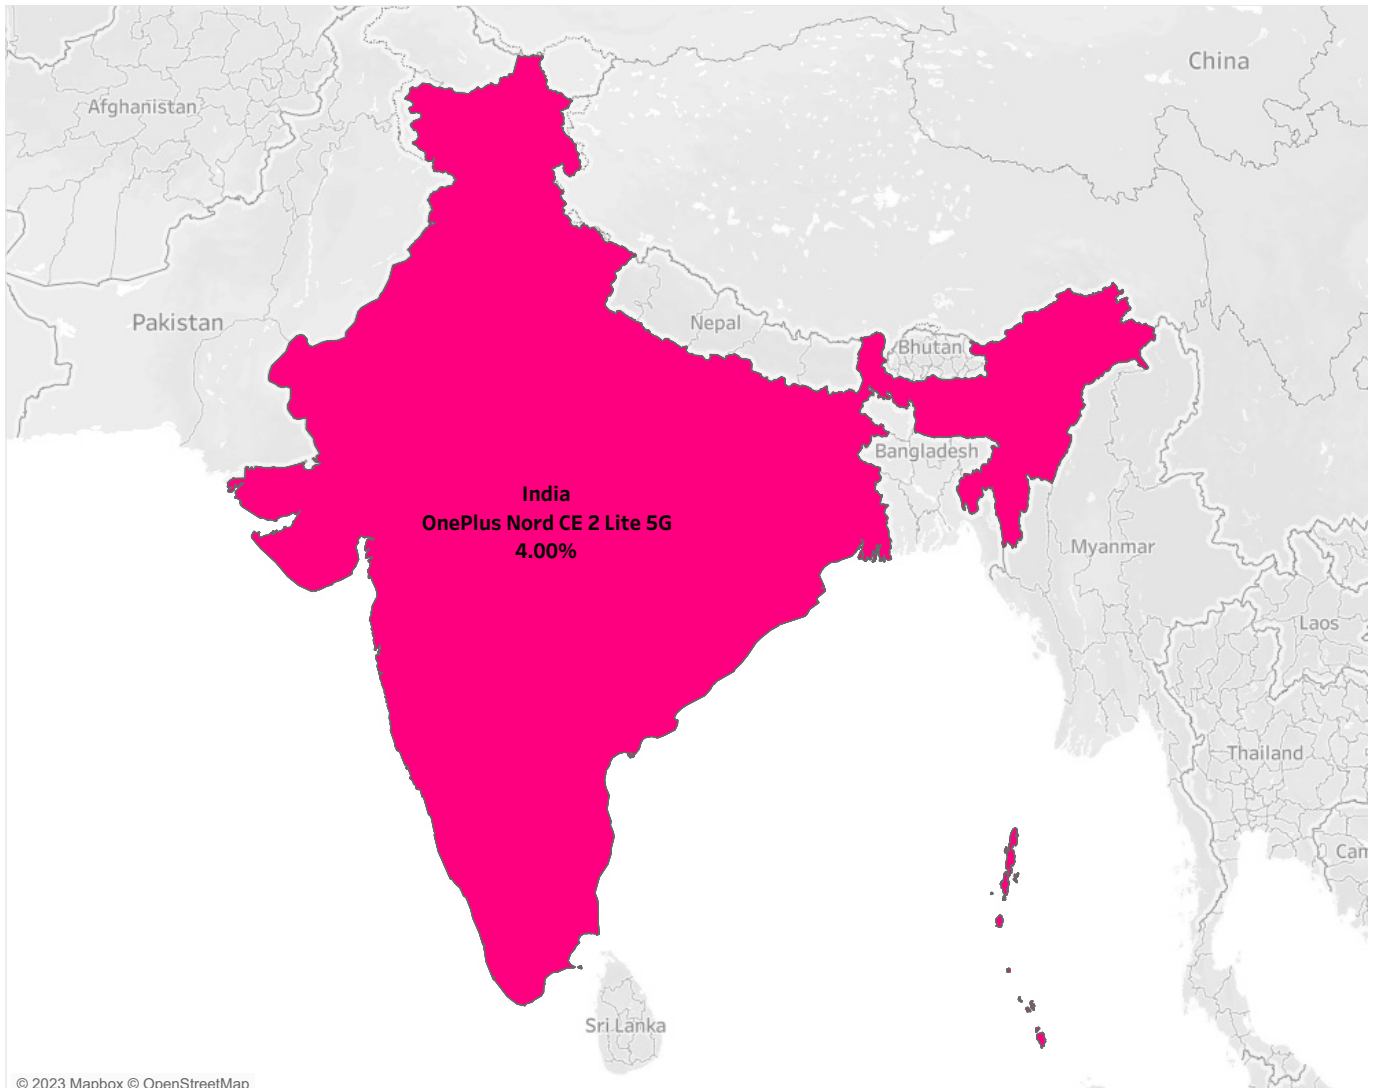 China
Afghanistan
Pakistan
Nepal
Bhutan
Bangladesh
India
OnePlus Nord CE 2 Lite 5G
4.00%
Myanmar
Laos
Thailand
Cam
Sri Lanka
© 2023 Mapbox © OpenStreetMap